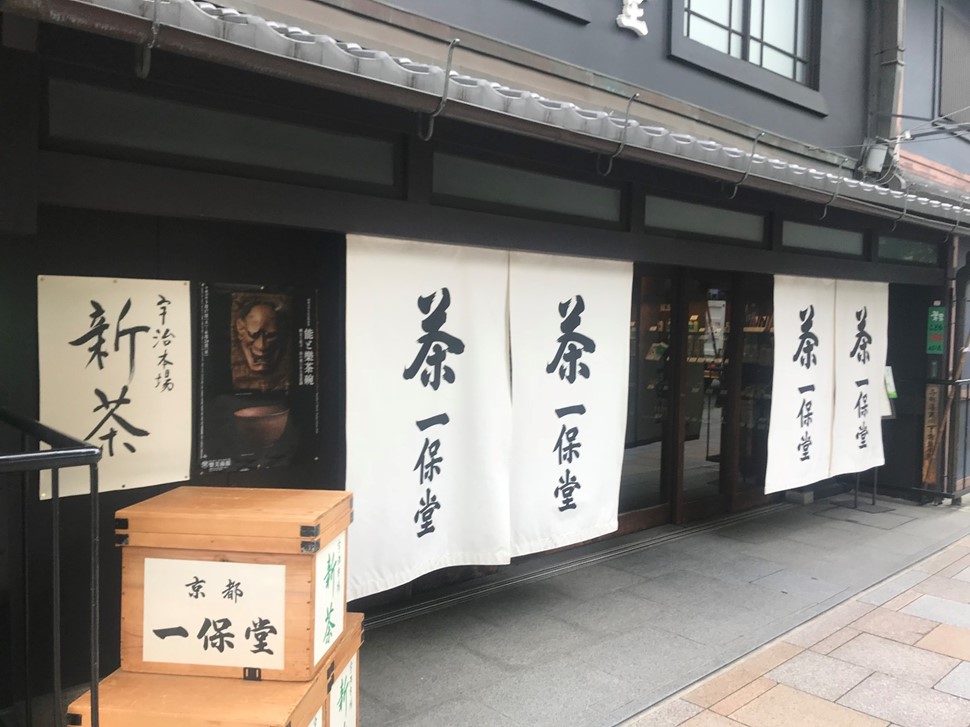 宇治本場
新茶
能と樂茶碗
茶 一保堂
茶 一保堂
茶 一保堂
茶 一保堂
京都
一保堂
新茶
新